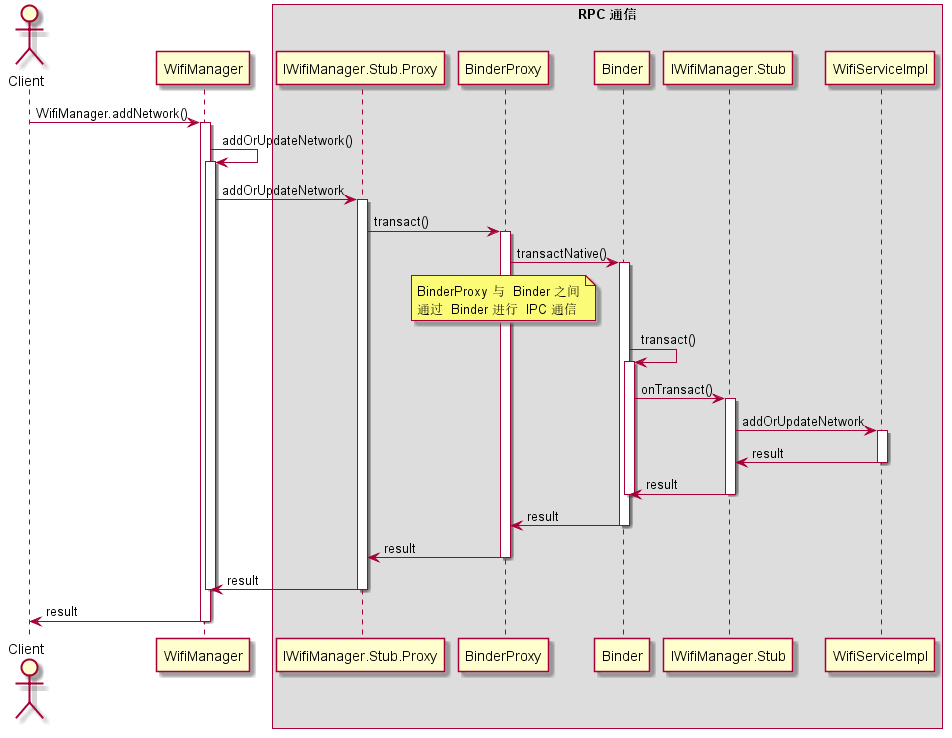 RPC 通信
Client
WifiManager
IWifiManager.Stub.Proxy
BinderProxy
Binder
IWifiManager.Stub
WifiServiceImpl
WifiManager.addNetwork()
addOrUpdateNetwork()
addOrUpdateNetwork
transact()
transactNative()
BinderProxy 与 Binder 之间
通过 Binder 进行 IPC 通信
transact()
onTransact()
addOrUpdateNetwork
result
result
result
result
result
result
Client
WifiManager
IWifiManager.Stub.Proxy
BinderProxy
Binder
IWifiManager.Stub
WifiServiceImpl